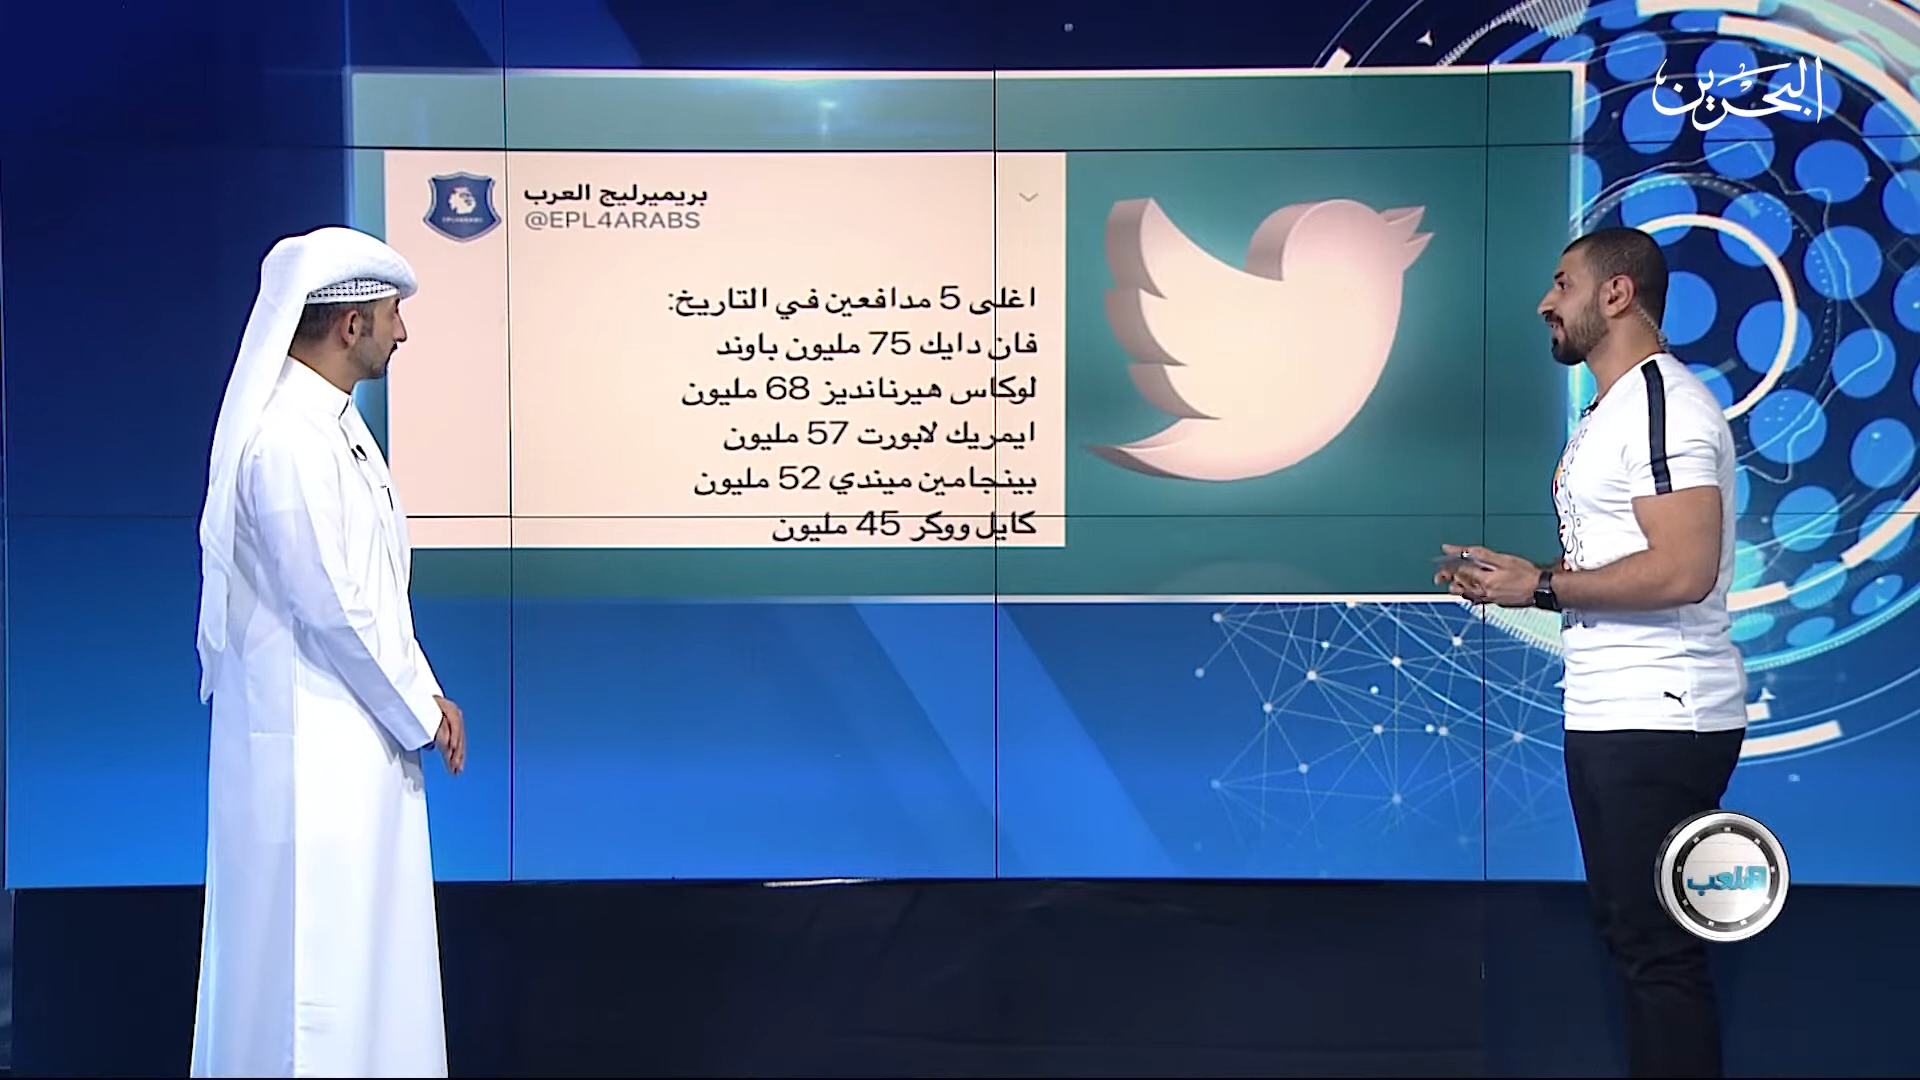 البحرين
بريميرليج العرب
@EPL4ARABS
EPL4ARABS
اغلى 5 مدافعين في التاريخ:
فان دايك 75 مليون باوند
لوكاس هيرنانديز 68 مليون
ايمريك لابورت 57 مليون
بينجامين ميندي 52 مليون
كايل ووكر 45 مليون
الملعب